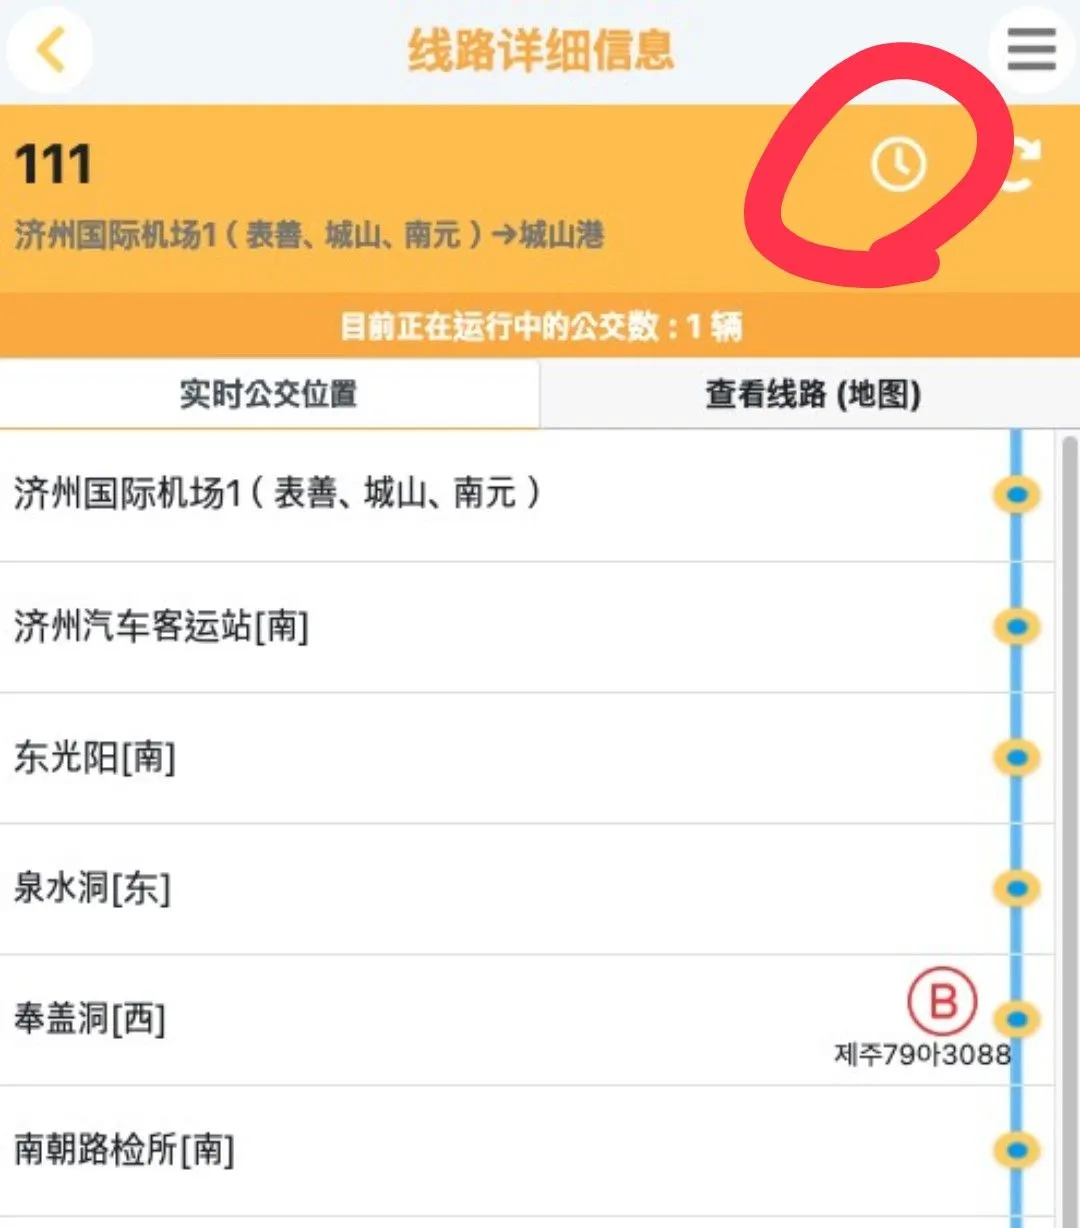 线路详细信息
111
济州国际机场1 ( 表善、城山、南元 ) →城山港
目前正在运行中的公交数 : 1 辆
实时公交位置
查看线路 (地图)
济州国际机场1 ( 表善、城山、南元 )
济州汽车客运站[南]
东光阳[南]
泉水洞[东]
奉盖洞[西]
B
제주79아3088
南朝路检所[南]